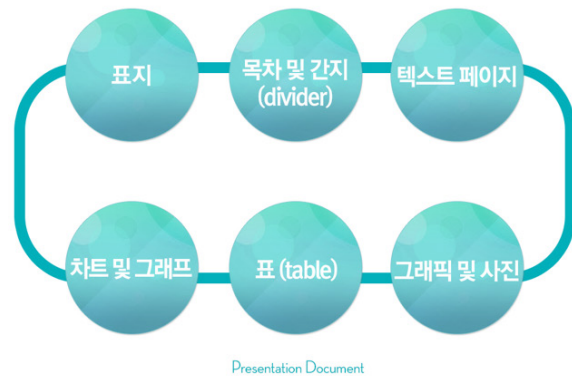 표지
목차 및 간지
(divider)
텍스트 페이지
차트 및 그래프
표 (table)
그래픽 및 사진
Presentation Document